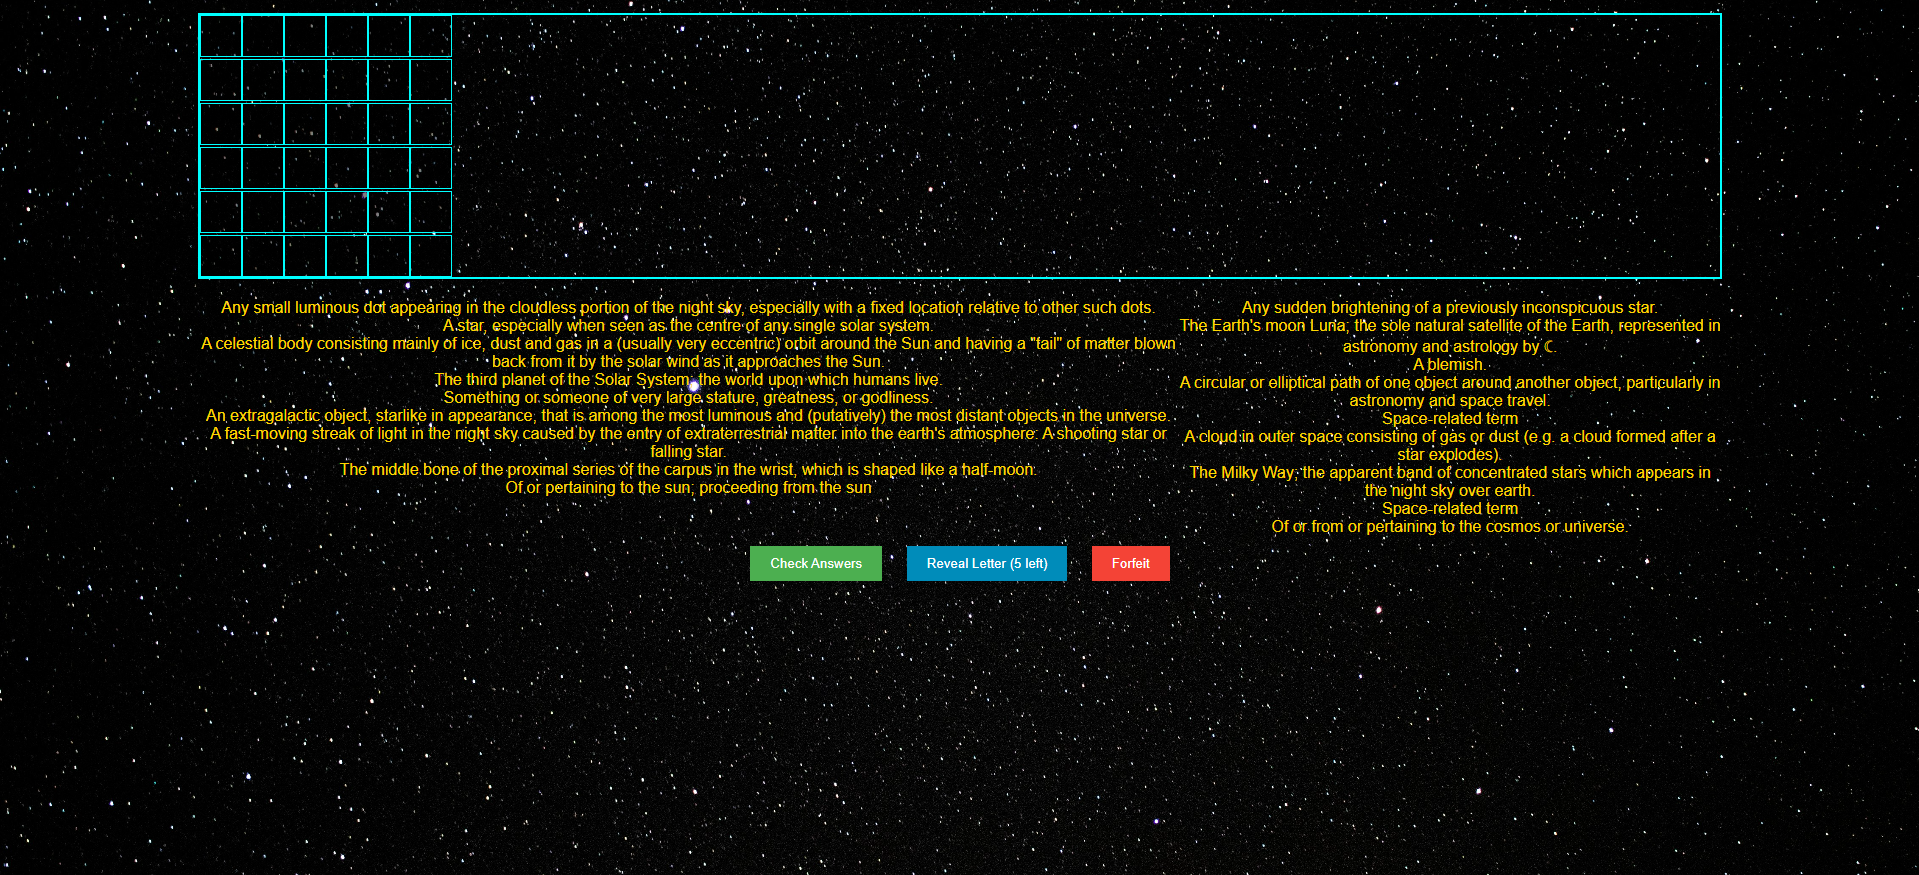 Any small luminous dot appearing in the cloudless portion of the night sky, especially with a fixed location relative to other such dots.
A star, especially when seen as the centre of any single solar system.
A celestial body consisting mainly of ice, dust and gas in a (usually very eccentric) orbit around the Sun and having a "tail" of matter blown
back from it by the solar wind as it approaches the Sun.
The third planet of the Solar System; the world upon which humans live.
Something or someone of very large stature, greatness, or godliness.
An extragalactic object, starlike in appearance, that is among the most luminous and (putatively) the most distant objects in the universe.
A fast-moving streak of light in the night sky caused by the entry of extraterrestrial matter into the earth's atmosphere: A shooting star or
falling star.
The middle bone of the proximal series of the carpus in the wrist, which is shaped like a half-moon.
Of or pertaining to the sun; proceeding from the sun
Any sudden brightening of a previously inconspicuous star.
The Earth's moon Luna; the sole natural satellite of the Earth, represented in
astronomy and astrology by ☾.
A blemish.
A circular or elliptical path of one object around another object, particularly in
astronomy and space travel.
Space-related term
A cloud in outer space consisting of gas or dust (e.g. a cloud formed after a
star explodes).
The Milky Way; the apparent band of concentrated stars which appears in
the night sky over earth.
Space-related term
Of or from or pertaining to the cosmos or universe.
Check Answers
Reveal Letter (5 left)
Forfeit